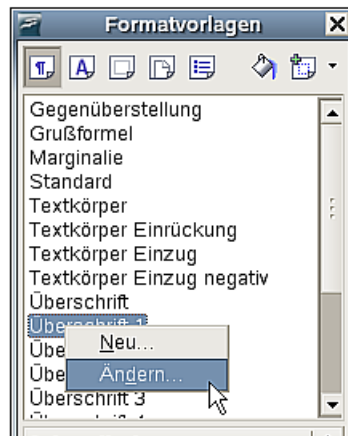 Formatvorlagen
Gegenüberstellung
Grußformel
Marginalie
Standard
Textkörper
Textkörper Einrückung
Textkörper Einzug
Textkörper Einzug negativ
Überschrift
Überschrift 1
Neu...
Ändern...
Überschrift 3